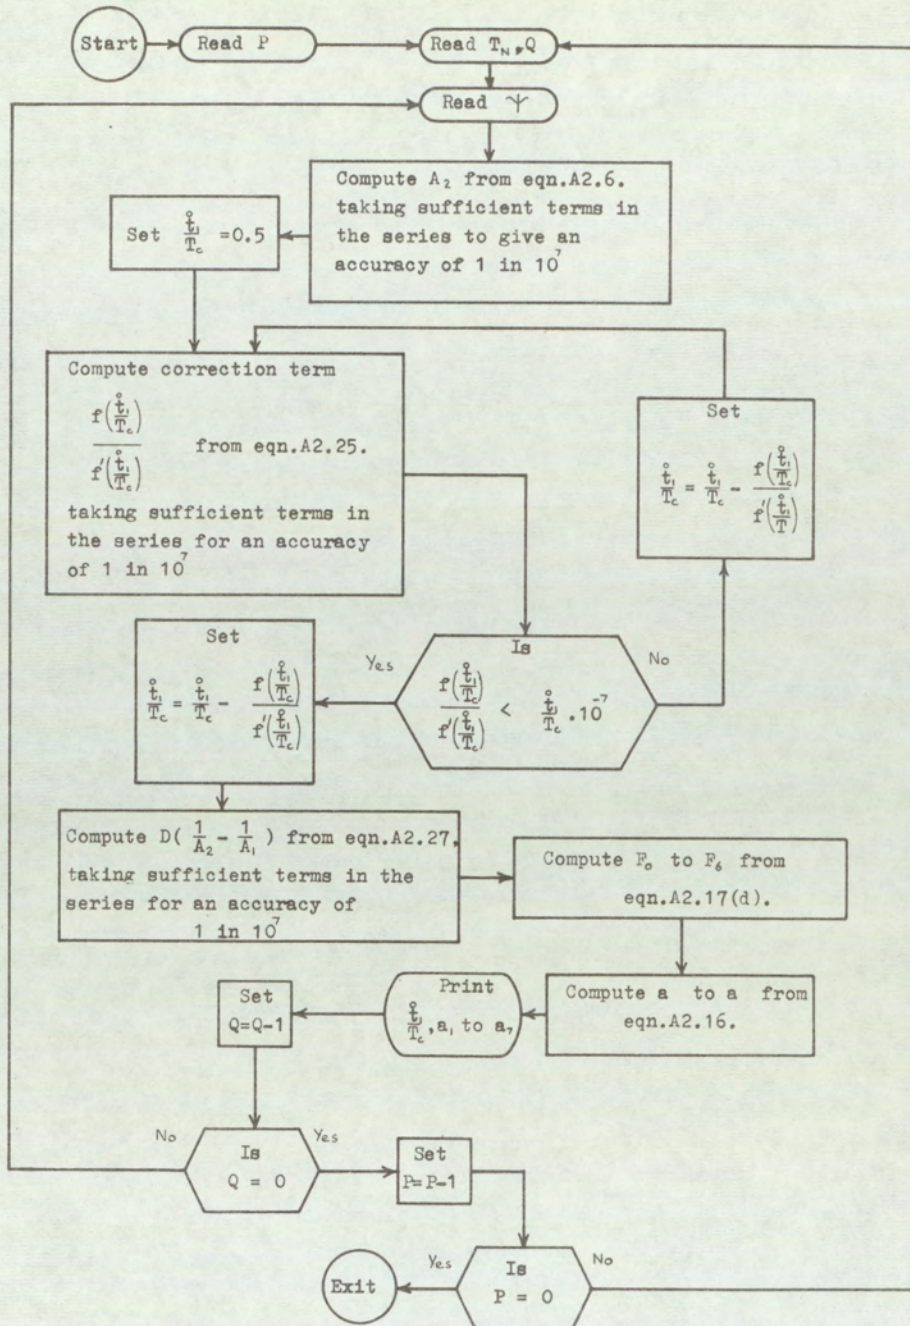 Start
Read P
Read T_N, Q
Read Ψ
Compute A₂ from eqn.A2.6.
taking sufficient terms in
the series to give an
accuracy of 1 in 10⁷
Set t̊₁/T_c =0.5
Compute correction term
f(t̊₁/T_c)/f'(t̊₁/T_c) from eqn.A2.25.
taking sufficient terms in
the series for an accuracy
of 1 in 10⁷
Set
t̊₁/T_c = t̊₁/T_c - f(t̊₁/T_c)/f'(t̊₁/T)
Is
f(t̊₁/T_c)/f'(t̊₁/T_c) < t̊₁/T_c .10⁻⁷
Yes
No
Set
t̊₁/T_c = t̊₁/T_c - f(t̊₁/T_c)/f'(t̊₁/T_c)
Compute D( 1/A₂ - 1/A₁ ) from eqn.A2.27,
taking sufficient terms in the
series for an accuracy of
1 in 10⁷
Compute F₀ to F₆ from
eqn.A2.17(d).
Compute a to a from
eqn.A2.16.
Print
t̊₁/T_c, a₁ to a₇
Set
Q=Q-1
Is
Q = 0
No
Yes
Set
P=P-1
Is
P = 0
Yes
No
Exit